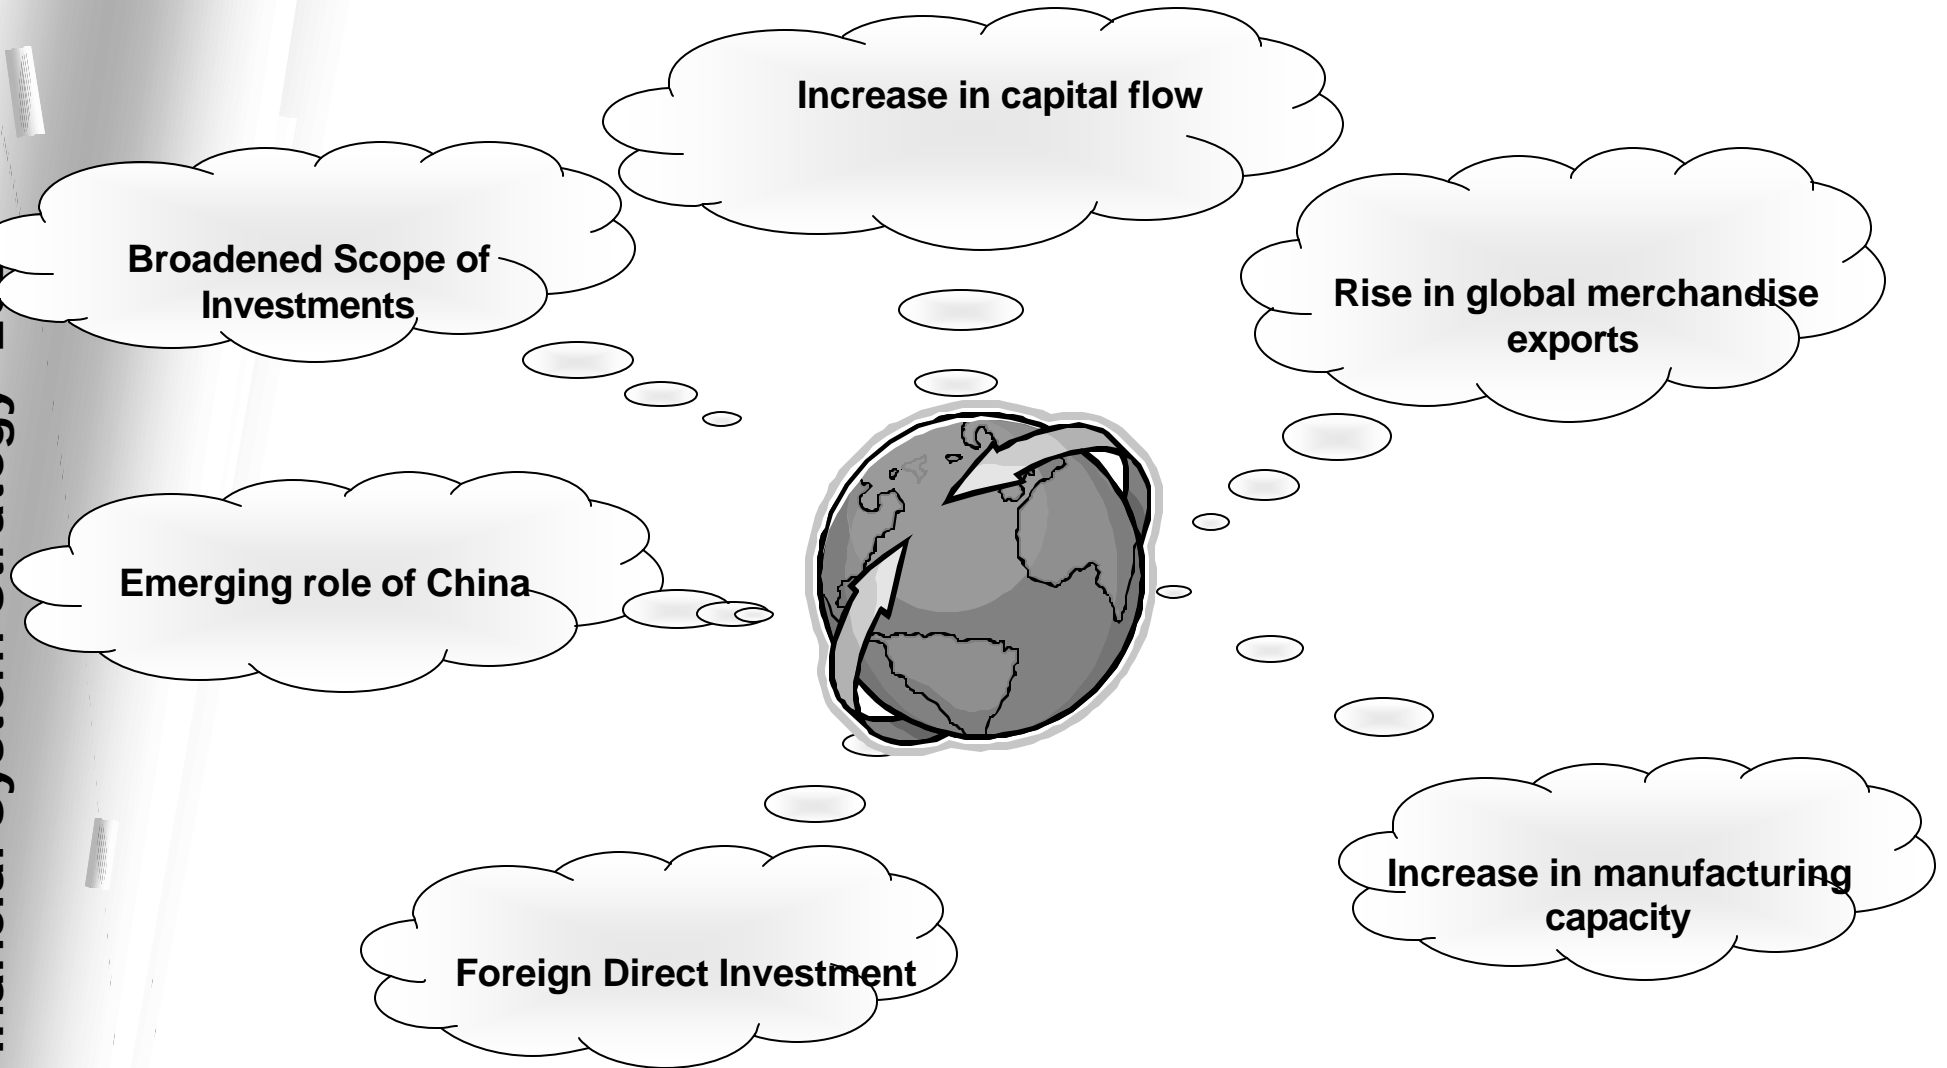 Increase in capital flow
Broadened Scope of
Investments
Rise in global merchandise
exports
Emerging role of China
Increase in manufacturing
capacity
Foreign Direct Investment